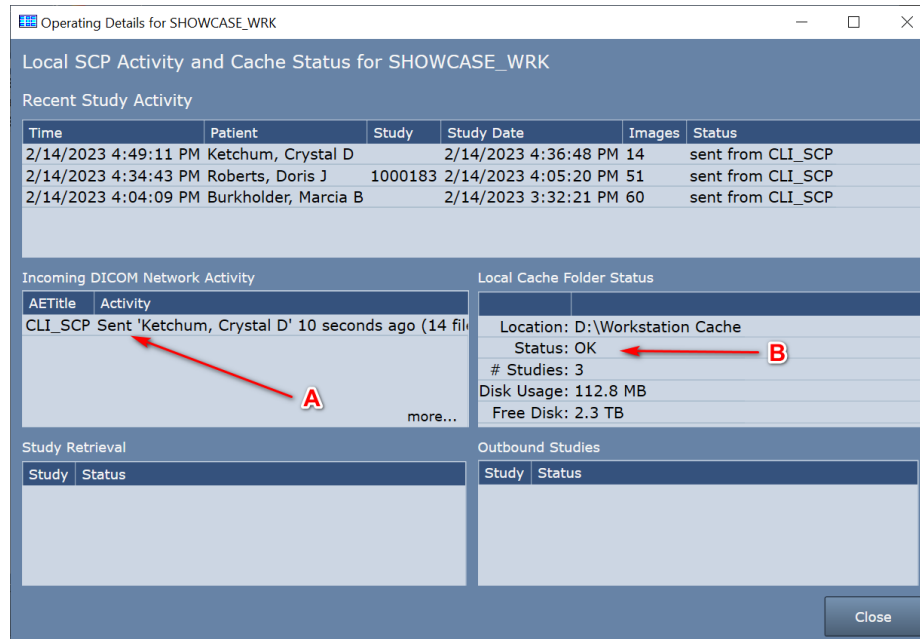 Operating Details for SHOWCASE_WRK
Local SCP Activity and Cache Status for SHOWCASE_WRK
Recent Study Activity
Time Patient Study Study Date Images Status
2/14/2023 4:49:11 PM Ketchum, Crystal D 2/14/2023 4:36:48 PM 14 sent from CLI_SCP
2/14/2023 4:34:43 PM Roberts, Doris J 1000183 2/14/2023 4:05:20 PM 51 sent from CLI_SCP
2/14/2023 4:04:09 PM Burkholder, Marcia B 2/14/2023 3:32:21 PM 60 sent from CLI_SCP
Incoming DICOM Network Activity
AETitle Activity
CLI_SCP Sent 'Ketchum, Crystal D' 10 seconds ago (14 fil
A
more...
Local Cache Folder Status
Location: D:\Workstation Cache
Status: OK
B
# Studies: 3
Disk Usage: 112.8 MB
Free Disk: 2.3 TB
Study Retrieval
Study Status
Outbound Studies
Study Status
Close